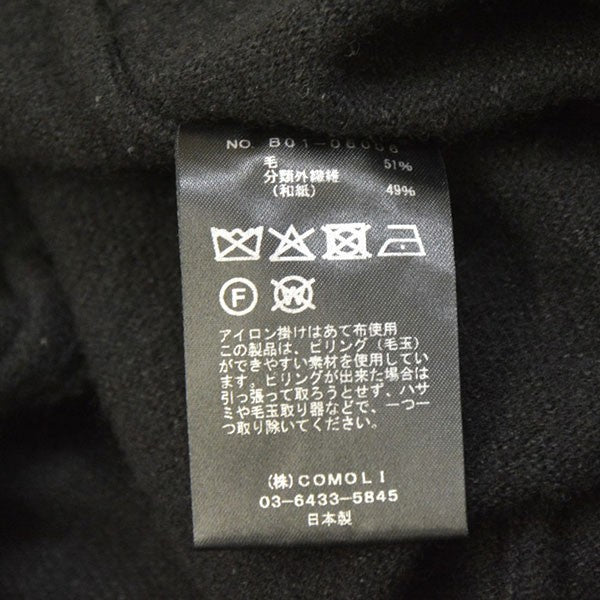 NO. B01-06006
毛 51%
分類外繊維 49%
(和紙)
F
W
アイロン掛けはあて布使用
この製品は、ピリング(毛玉)
ができやすい素材を使用してい
ます。ピリングが出来た場合は
引っ張って取ろうとせず、ハサ
ミや毛玉取り器などで、一つ一
つ取り除いてください。
(株)COMOLI
03-6433-5845
日本製